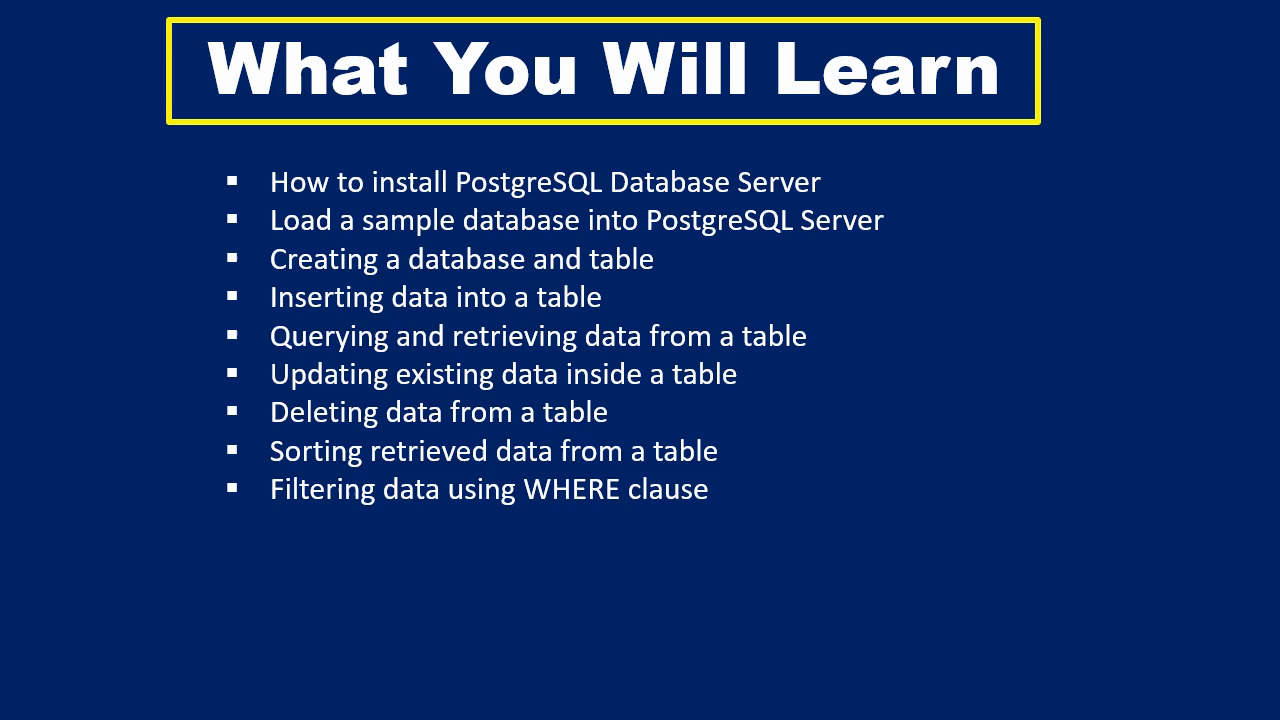 What You Will Learn
▪ How to install PostgreSQL Database Server
▪ Load a sample database into PostgreSQL Server
▪ Creating a database and table
▪ Inserting data into a table
▪ Querying and retrieving data from a table
▪ Updating existing data inside a table
▪ Deleting data from a table
▪ Sorting retrieved data from a table
▪ Filtering data using WHERE clause